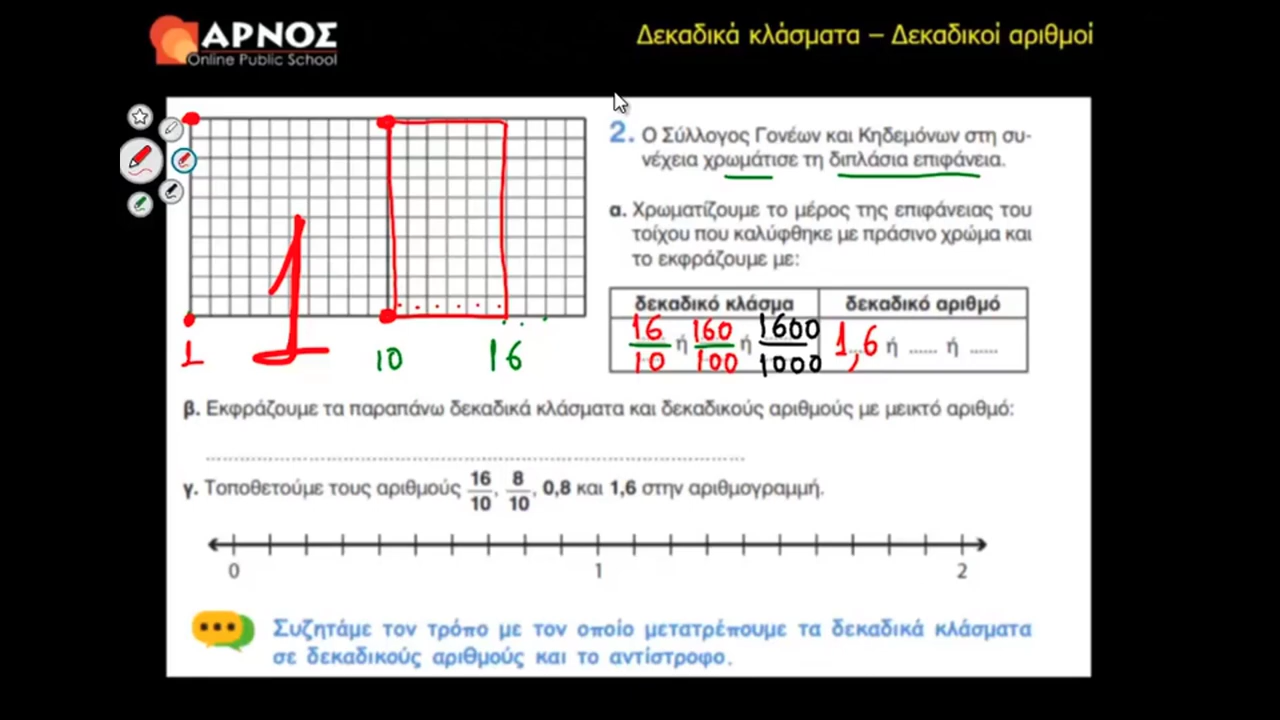 ΑΡΝΟΣ
Online Public School
Δεκαδικά κλάσματα – Δεκαδικοί αριθμοί
1
1
10
16
2. Ο Σύλλογος Γονέων και Κηδεμόνων στη συ-
νέχεια χρωμάτισε τη διπλάσια επιφάνεια.
α. Χρωματίζουμε το μέρος της επιφάνειας του
τοίχου που καλύφθηκε με πράσινο χρώμα και
το εκφράζουμε με:
δεκαδικό κλάσμα δεκαδικό αριθμό
16/10 ή 160/100 ή 1600/1000 1,6 ή ...... ή ......
β. Εκφράζουμε τα παραπάνω δεκαδικά κλάσματα και δεκαδικούς αριθμούς με μεικτό αριθμό:
γ. Τοποθετούμε τους αριθμούς 16/10, 8/10, 0,8 και 1,6 στην αριθμογραμμή.
0 1 2
Συζητάμε τον τρόπο με τον οποίο μετατρέπουμε τα δεκαδικά κλάσματα
σε δεκαδικούς αριθμούς και το αντίστροφο.